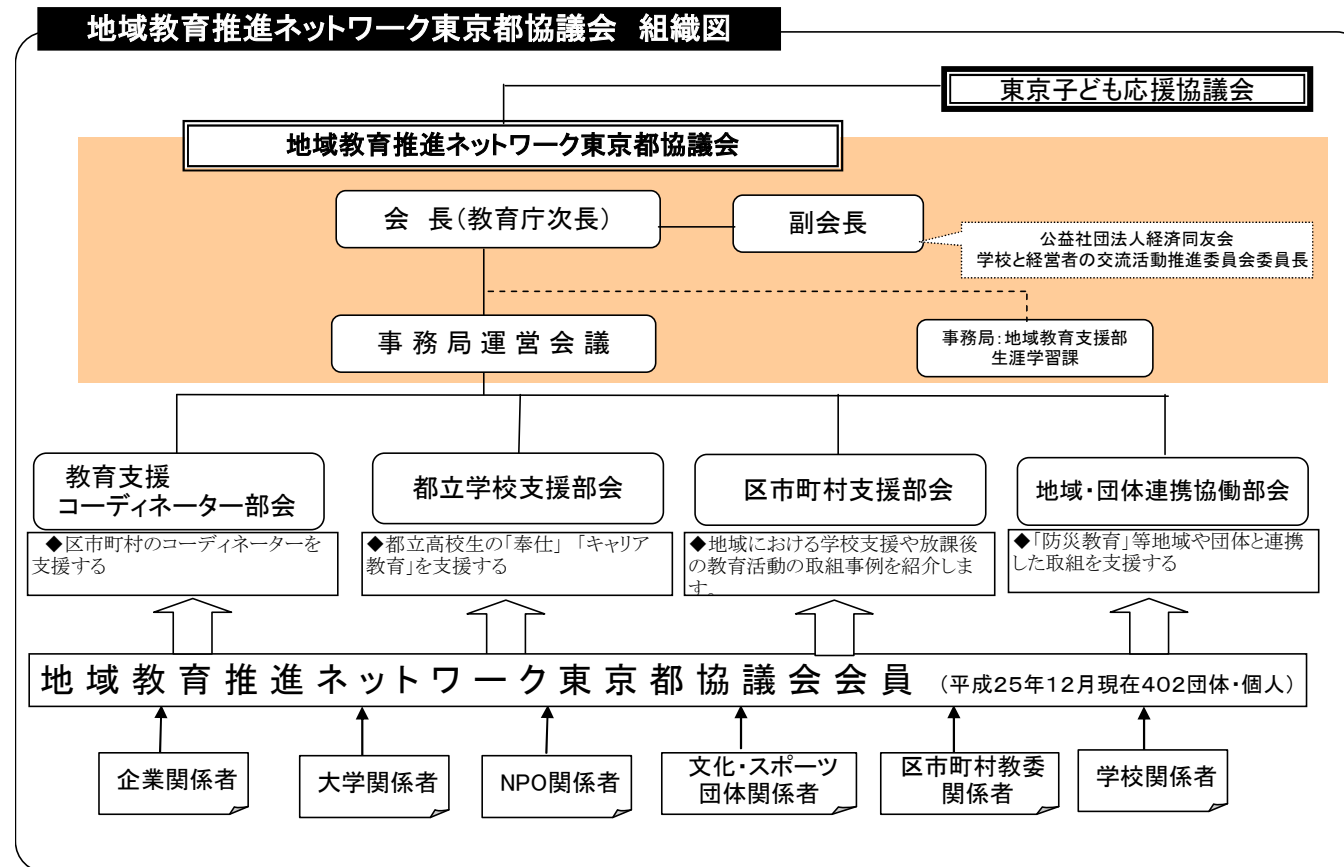 地域教育推進ネットワーク東京都協議会 組織図
東京子ども応援協議会
地域教育推進ネットワーク東京都協議会
会 長(教育庁次長)
副会長
公益社団法人経済同友会
学校と経営者の交流活動推進委員会委員長
事務局運営会議
事務局:地域教育支援部
生涯学習課
教育支援
コーディネーター部会
都立学校支援部会
区市町村支援部会
地域・団体連携協働部会
◆区市町村のコーディネーターを
支援する
◆都立高校生の「奉仕」「キャリア
教育」を支援する
◆地域における学校支援や放課後
の教育活動の取組事例を紹介しま
す。
◆「防災教育」等地域や団体と連携
した取組を支援する
地域教育推進ネットワーク東京都協議会会員 (平成25年12月現在402団体・個人)
企業関係者
大学関係者
NPO関係者
文化・スポーツ
団体関係者
区市町村教委
関係者
学校関係者